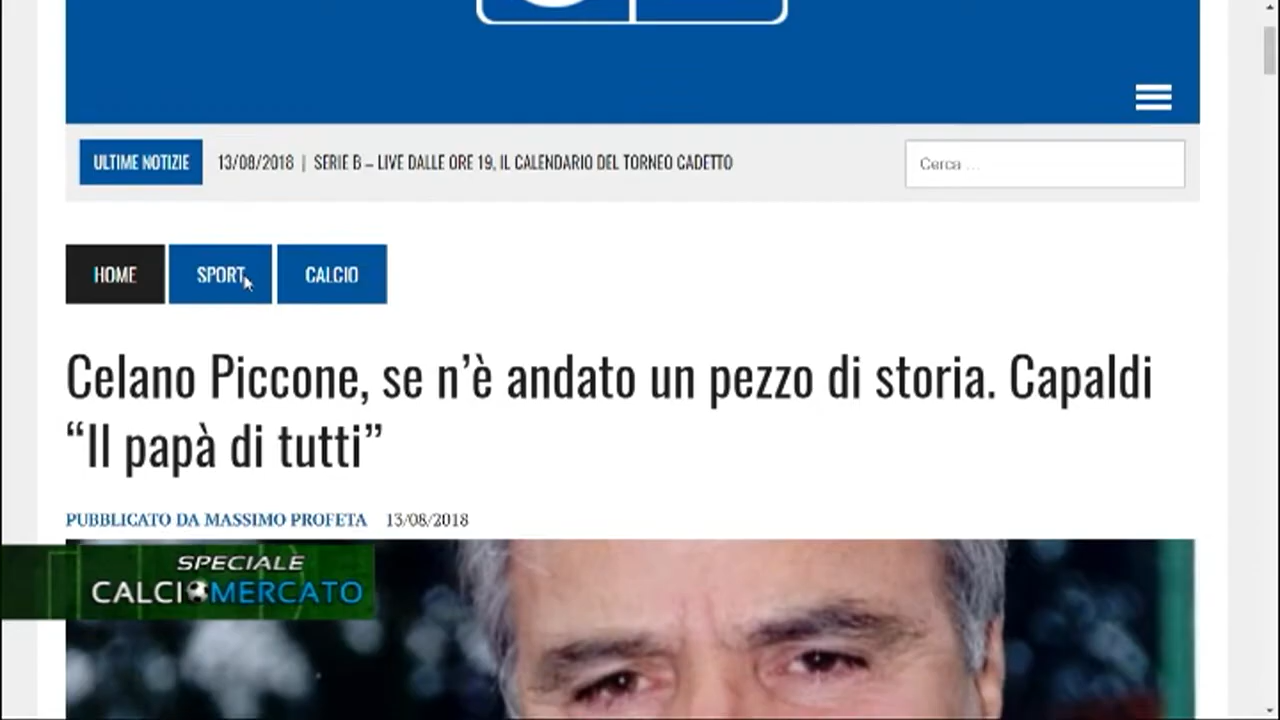 ULTIME NOTIZIE 13/08/2018 | SERIE B – LIVE DALLE ORE 19, IL CALENDARIO DEL TORNEO CADETTO Cerca ...
HOME SPORT CALCIO
Celano Piccone, se n’è andato un pezzo di storia. Capaldi
“Il papà di tutti”
PUBBLICATO DA MASSIMO PROFETA 13/08/2018
SPECIALE
CALCIOMERCATO